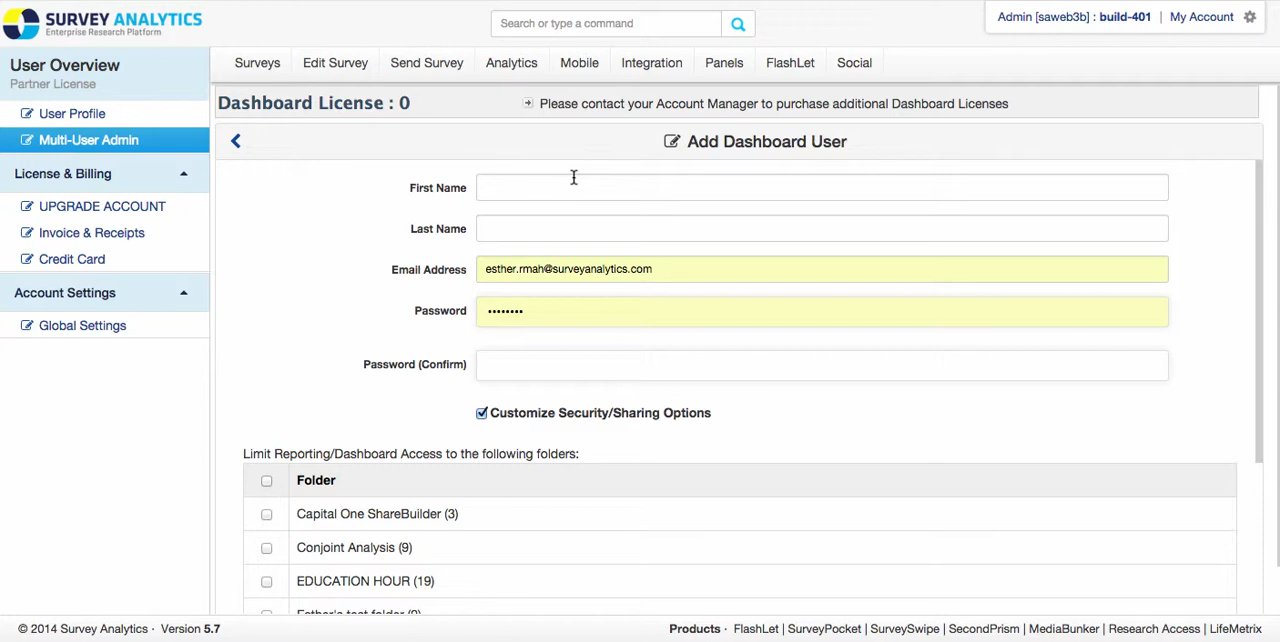 SURVEY ANALYTICS
Enterprise Research Platform
Search or type a command
Admin [saweb3b] : build-401 | My Account
User Overview
Partner License
User Profile
Multi-User Admin
License & Billing
UPGRADE ACCOUNT
Invoice & Receipts
Credit Card
Account Settings
Global Settings
Surveys Edit Survey Send Survey Analytics Mobile Integration Panels FlashLet Social
Dashboard License : 0
Please contact your Account Manager to purchase additional Dashboard Licenses
Add Dashboard User
First Name
Last Name
Email Address esther.rmah@surveyanalytics.com
Password ••••••••
Password (Confirm)
Customize Security/Sharing Options
Limit Reporting/Dashboard Access to the following folders:
Folder
Capital One ShareBuilder (3)
Conjoint Analysis (9)
EDUCATION HOUR (19)
Esther's test folder
© 2014 Survey Analytics · Version 5.7
Products · FlashLet | SurveyPocket | SurveySwipe | SecondPrism | MediaBunker | Research Access | LifeMetrix